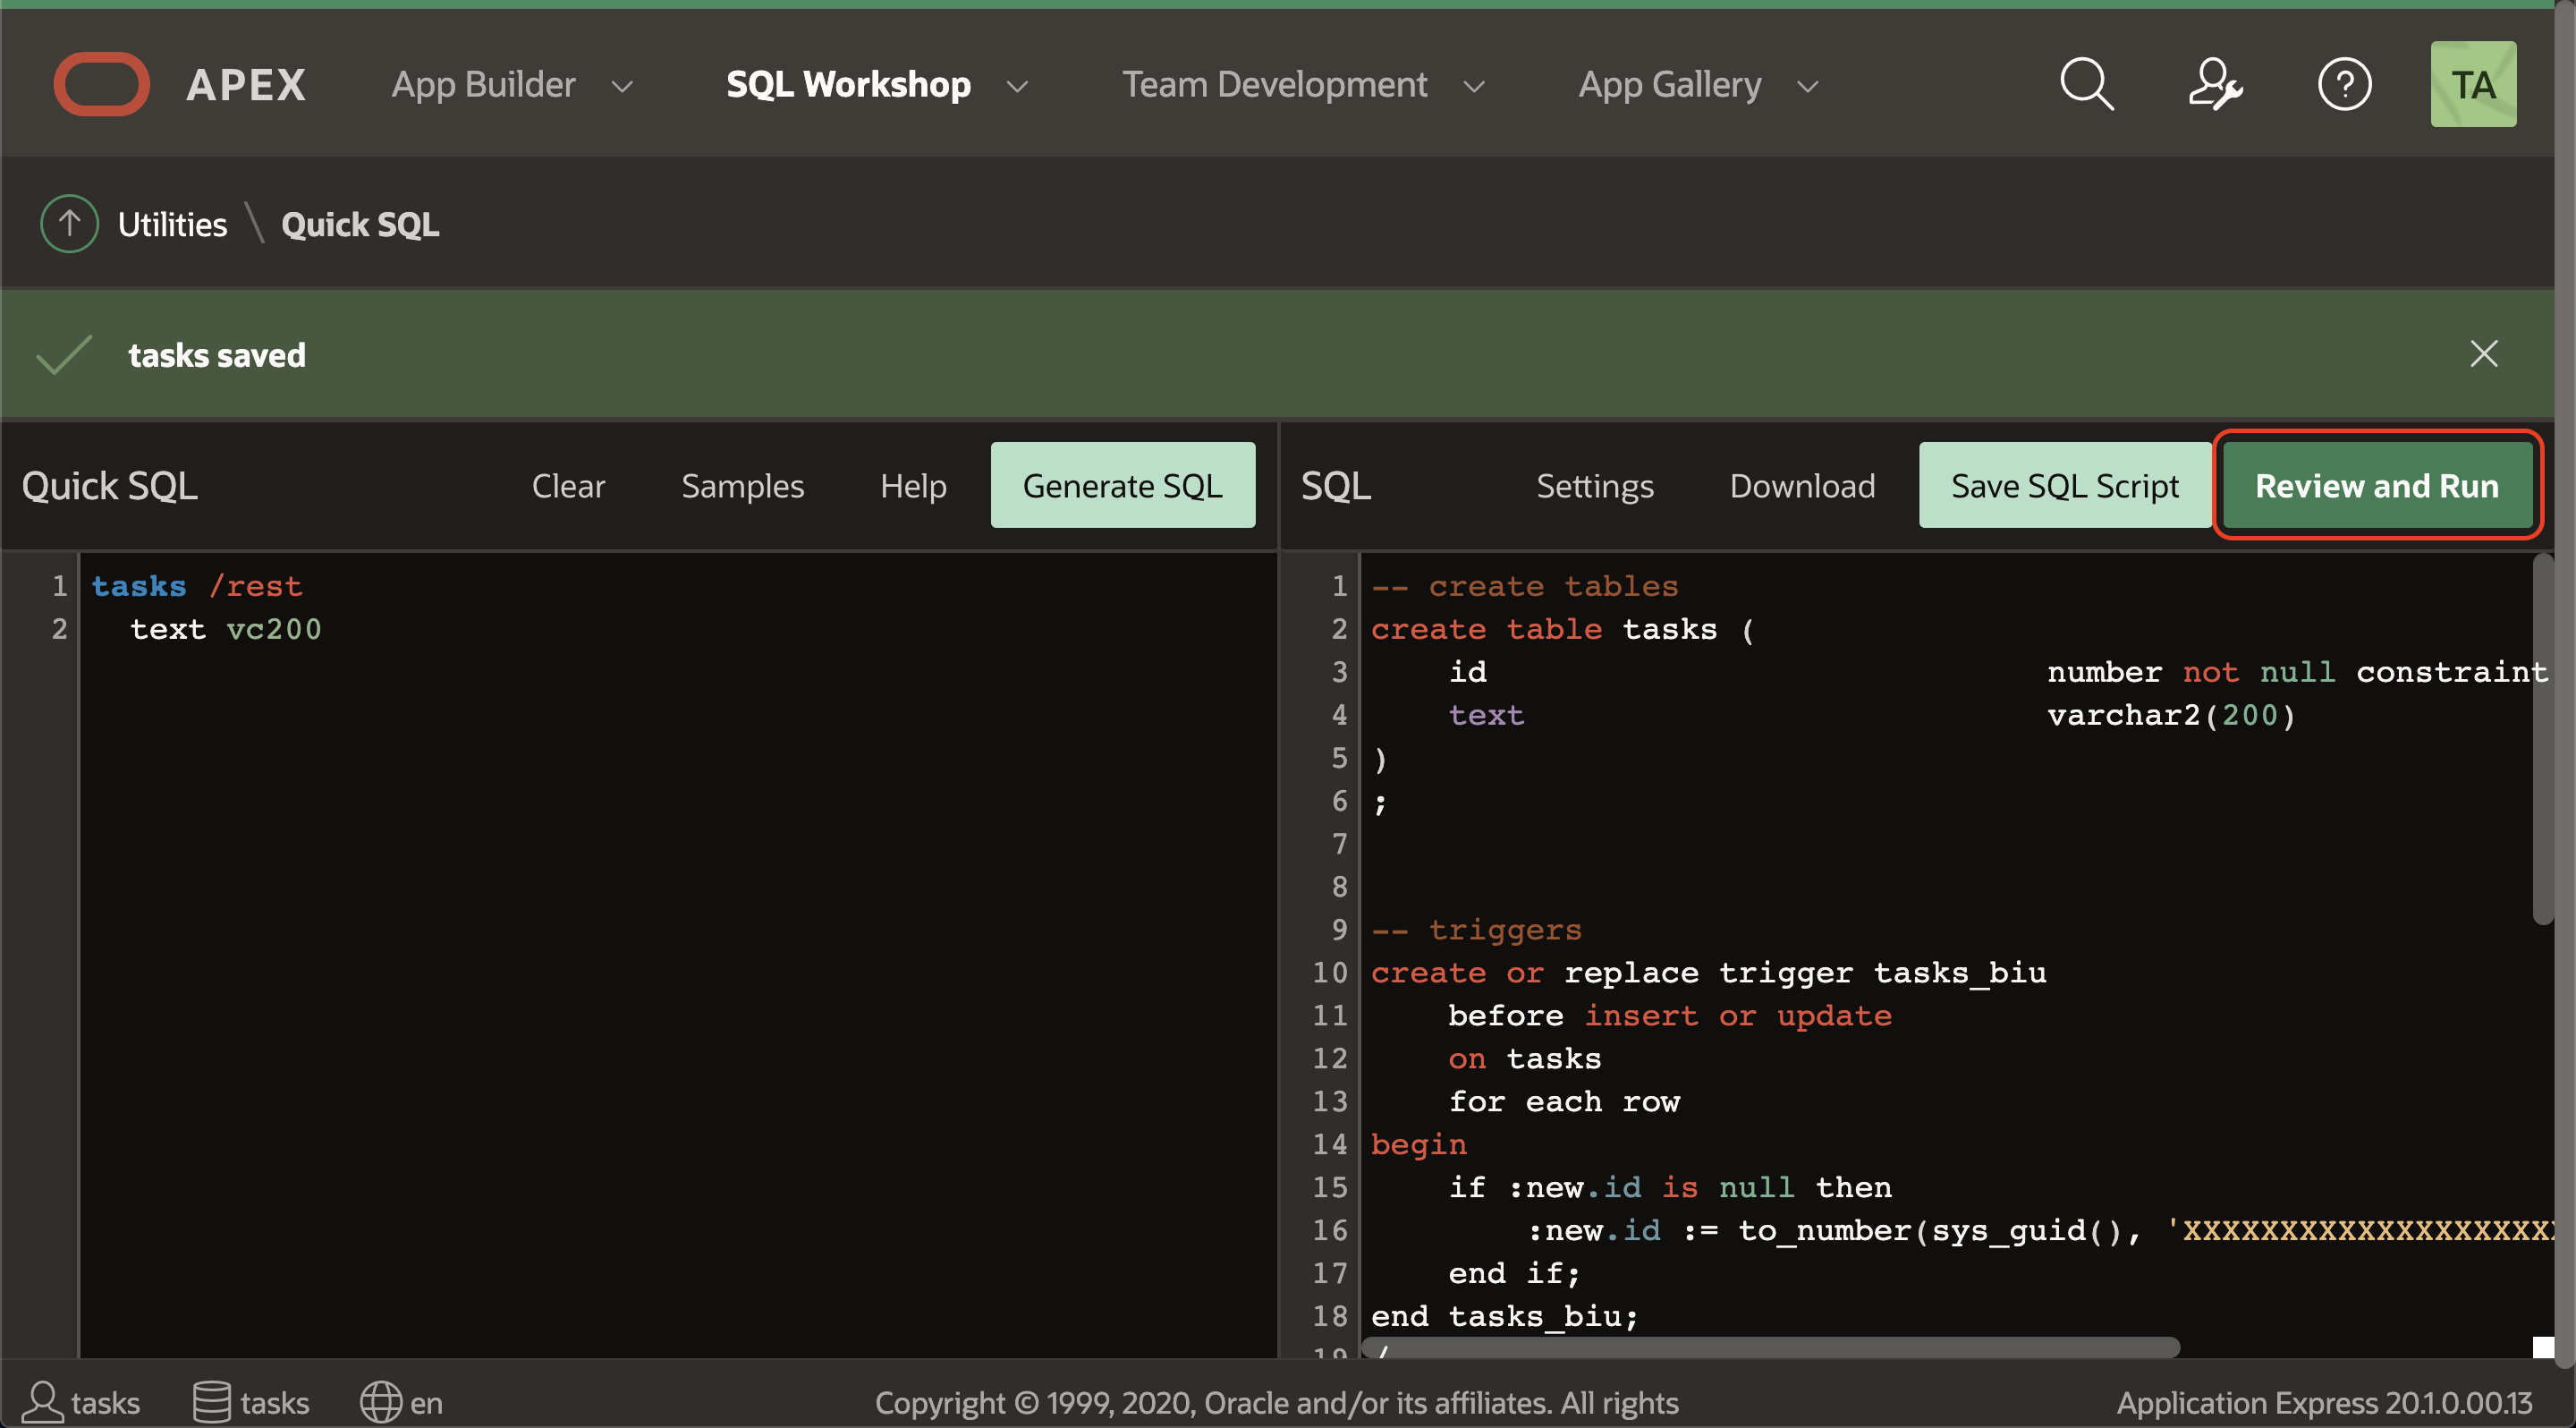 APEX App Builder SQL Workshop Team Development App Gallery ? TA
Utilities \ Quick SQL
tasks saved
Quick SQL Clear Samples Help Generate SQL
1 tasks /rest
2 text vc200
SQL Settings Download Save SQL Script Review and Run
1 -- create tables
2 create table tasks (
3 id number not null constraint
4 text varchar2(200)
5 )
6 ;
7
8
9 -- triggers
10 create or replace trigger tasks_biu
11 before insert or update
12 on tasks
13 for each row
14 begin
15 if :new.id is null then
16 :new.id := to_number(sys_guid(), 'XXXXXXXXXXXXXXXXXXXX
17 end if;
18 end tasks_biu;
19 /
tasks tasks en Copyright © 1999, 2020, Oracle and/or its affiliates. All rights Application Express 20.1.0.00.13